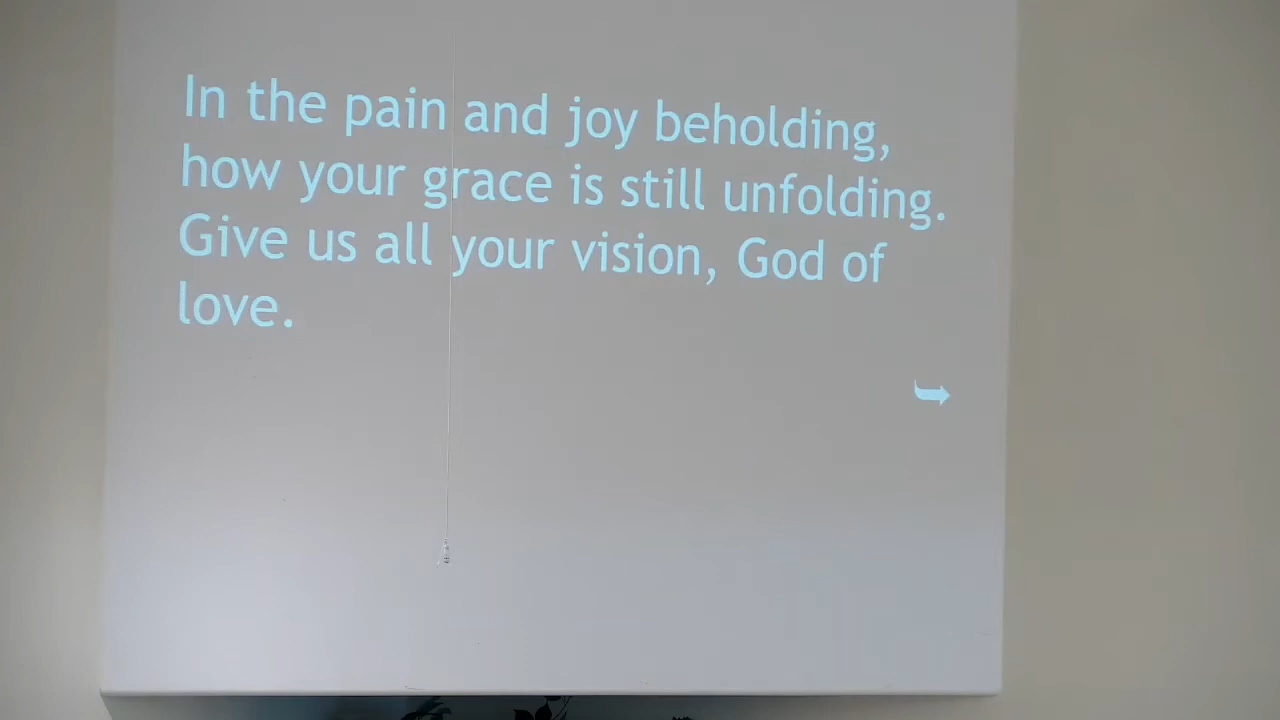 In the pain and joy beholding,
how your grace is still unfolding.
Give us all your vision, God of
love.